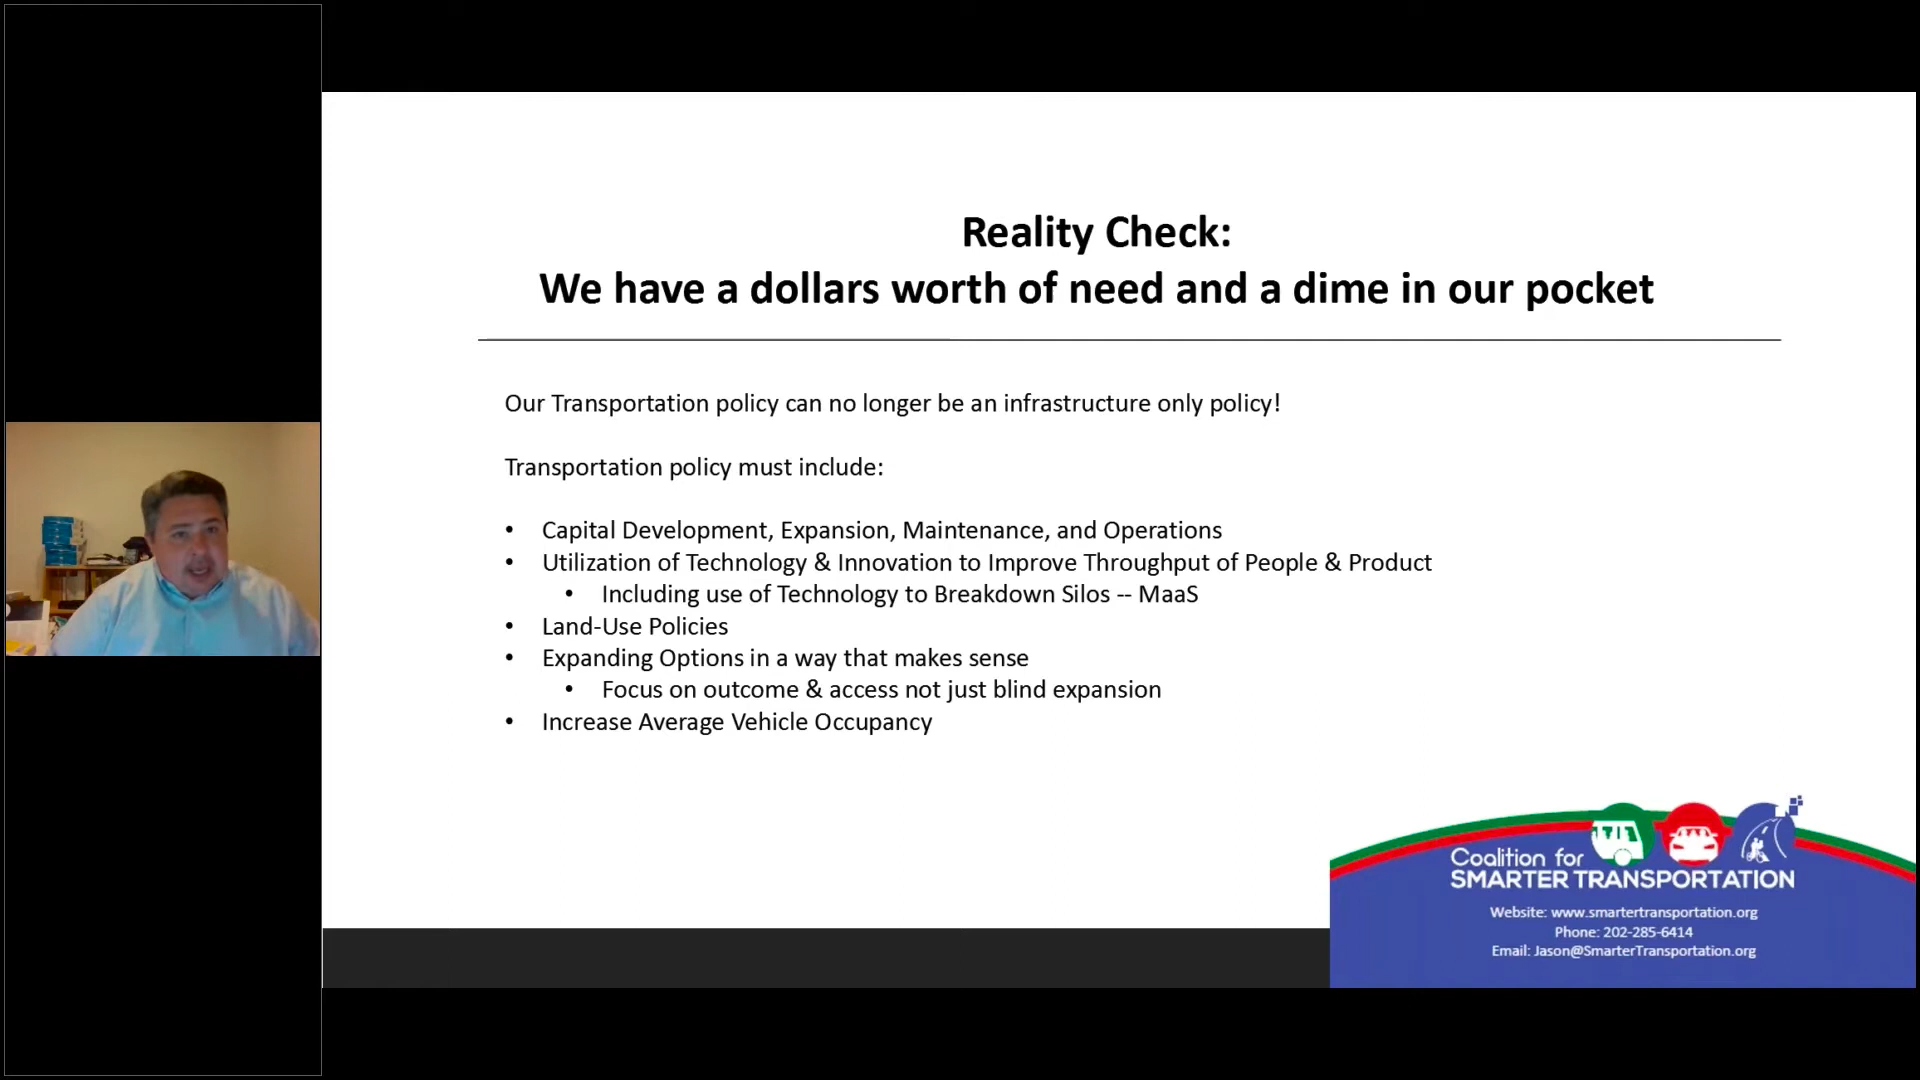 Reality Check:
We have a dollars worth of need and a dime in our pocket
Our Transportation policy can no longer be an infrastructure only policy!
Transportation policy must include:
• Capital Development, Expansion, Maintenance, and Operations
• Utilization of Technology & Innovation to Improve Throughput of People & Product
• Including use of Technology to Breakdown Silos -- MaaS
• Land-Use Policies
• Expanding Options in a way that makes sense
• Focus on outcome & access not just blind expansion
• Increase Average Vehicle Occupancy
Coalition for
SMARTER TRANSPORTATION
Website: www.smartertransportation.org
Phone: 202-285-6414
Email: Jason@SmarterTransportation.org